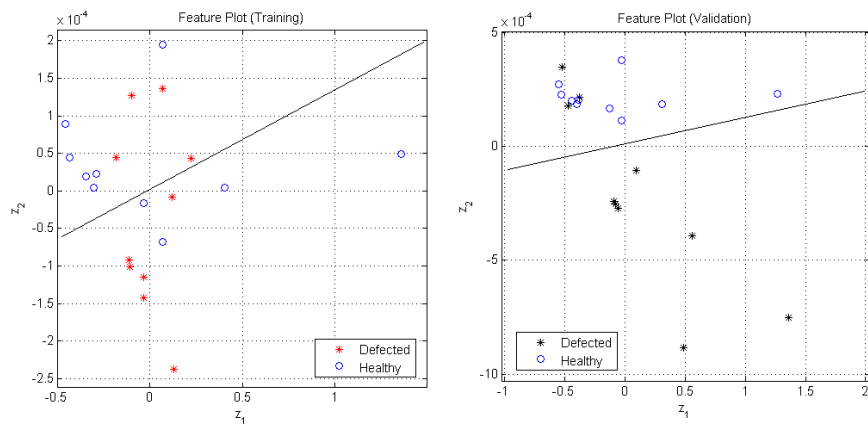 Feature Plot (Training)
× 10⁻⁴
2
1.5
1
0.5
0
-0.5
-1
-1.5
-2
-2.5
z₂
-0.5
0
0.5
1
z₁
Defected
Healthy
Feature Plot (Validation)
× 10⁻⁴
5
0
-5
-10
z₂
-1
-0.5
0
0.5
1
1.5
2
z₁
Defected
Healthy